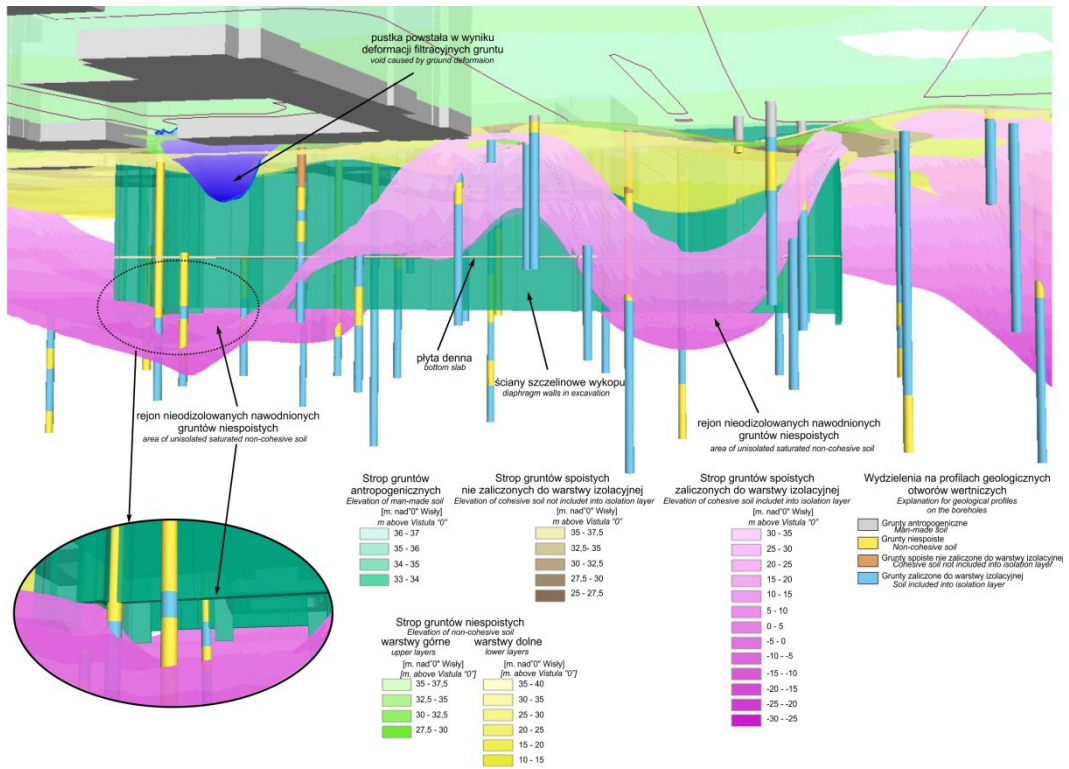 pustka powstała w wyniku
deformacji filtracyjnych gruntu
void caused by ground deformaion
płyta denna
bottom slab
ściany szczelinowe wykopu
diaphragm walls in excavation
rejon nieodizolowanych nawodnionych
gruntów niespoistych
area of unisolated saturated non-cohesive soil
rejon nieodizolowanych nawodnionych
gruntów niespoistych
area of unisolated saturated non-cohesive soil
Strop gruntów
antropogenicznych
Elevation of man-made soil
[m. nad"0" Wisły]
m above Vistula "0"
36 - 37
35 - 36
34 - 35
33 - 34
Strop gruntów spoistych
nie zaliczonych do warstwy izolacyjnej
Elevation of cohesive soil not includet into isolation layer
[m. nad"0" Wisły]
m above Vistula "0"
35 - 37,5
32,5 - 35
30 - 32,5
27,5 - 30
25 - 27,5
Strop gruntów spoistych
zaliczonych do warstwy izolacyjnej
Elevation of cohesive soil included into isolation layer
[m. nad"0" Wisły]
m above Vistula "0"
30 - 35
25 - 30
20 - 25
15 - 20
10 - 15
5 - 10
0 - 5
-5 - 0
-10 - -5
-15 - -10
-20 - -15
-25 - -20
-30 - -25
Wydzielenia na profilach geologicznych
otworów wertniczych
Explanation for geological profiles
on the boreholes
Grunty antropogeniczne
Man-made soil
Grunty niespoiste
Non-cohesive soil
Grunty spoiste nie zaliczone do warstwy izolacyjnej
Cohesive soil not included into isolation layer
Grunty zaliczone do warstwy izolacyjnej
Soil included into isolation layer
Strop gruntów niespoistych
Elevation of non-cohesive soil
warstwy górne
upper layers
[m. nad"0" Wisły]
[m. above Vistula "0"]
35 - 37,5
32,5 - 35
30 - 32,5
27,5 - 30
warstwy dolne
lower layers
[m. nad"0" Wisły]
[m. above Vistula "0"]
35 - 40
30 - 35
25 - 30
20 - 25
15 - 20
10 - 15